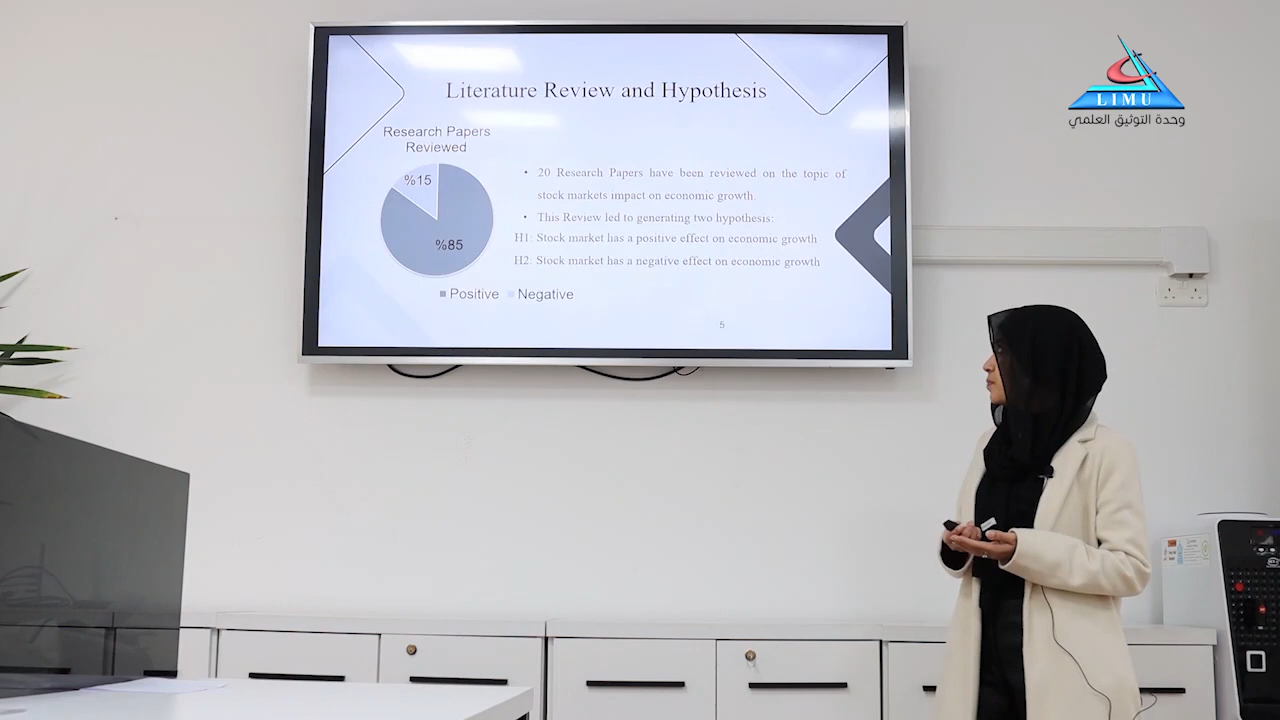 LIMU
وحدة التوثيق العلمي
Literature Review and Hypothesis
Research Papers
Reviewed
%15
%85
Positive Negative
• 20 Research Papers have been reviewed on the topic of
stock markets impact on economic growth.
• This Review led to generating two hypothesis:
H1: Stock market has a positive effect on economic growth
H2: Stock market has a negative effect on economic growth
5